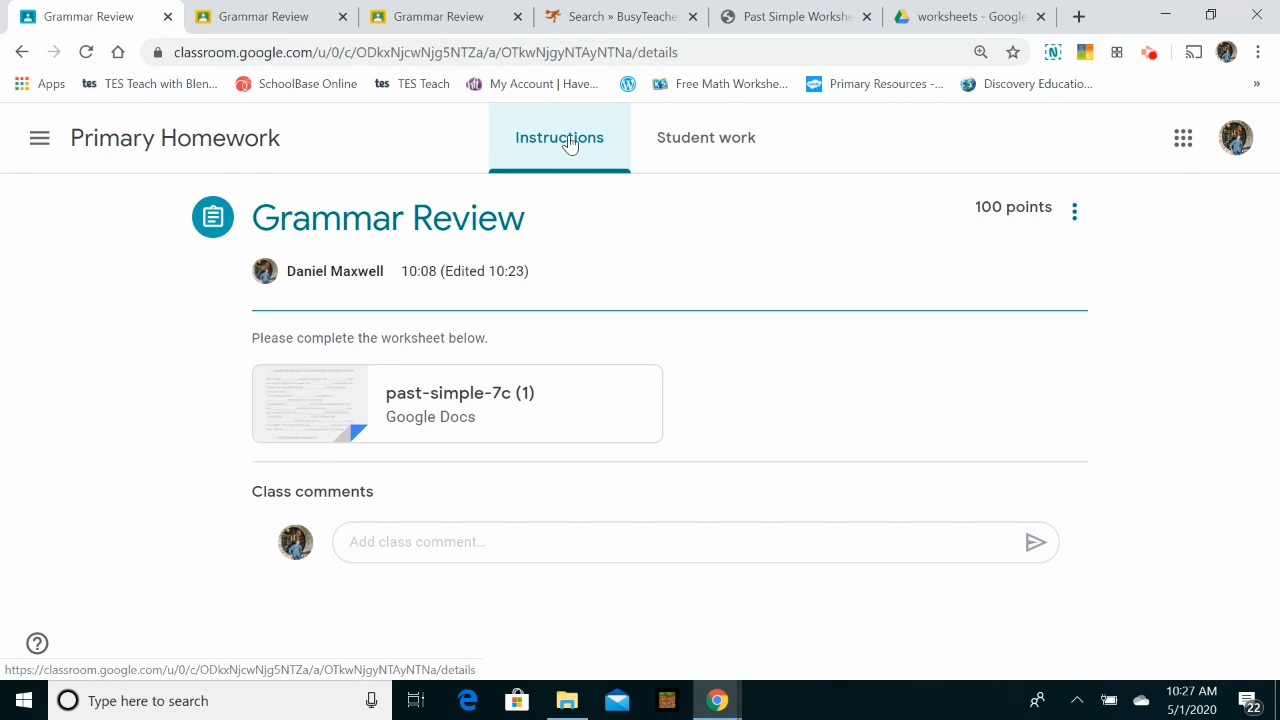 Grammar Review
Grammar Review
Grammar Review
Search » BusyTeache
Past Simple Workshe
worksheets - Google
classroom.google.com/u/0/c/ODkxNjcwNjg5NTZa/a/OTkwNjgyNTAyNTNa/details
Apps
tes TES Teach with Blen...
SchoolBase Online
tes TES Teach
My Account | Have...
Free Math Workshe...
Primary Resources -...
Discovery Educatio...
»
Primary Homework
Instructions
Student work
Grammar Review
100 points
Daniel Maxwell 10:08 (Edited 10:23)
Please complete the worksheet below.
past-simple-7c (1)
Google Docs
Class comments
Add class comment...
?
https://classroom.google.com/u/0/c/ODkxNjcwNjg5NTZa/a/OTkwNjgyNTAyNTNa/details
Type here to search
10:27 AM
5/1/2020
22